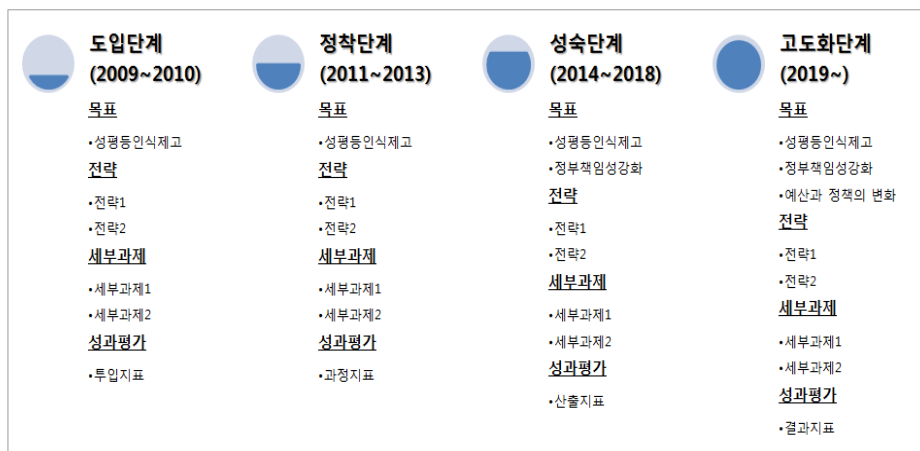 도입단계
(2009~2010)
목표
•성평등인식제고
전략
•전략1
•전략2
세부과제
•세부과제1
•세부과제2
성과평가
•투입지표
정착단계
(2011~2013)
목표
•성평등인식제고
전략
•전략1
•전략2
세부과제
•세부과제1
•세부과제2
성과평가
•과정지표
성숙단계
(2014~2018)
목표
•성평등인식제고
•정부책임성강화
전략
•전략1
•전략2
세부과제
•세부과제1
•세부과제2
성과평가
•산출지표
고도화단계
(2019~)
목표
•성평등인식제고
•정부책임성강화
•예산과 정책의 변화
전략
•전략1
•전략2
세부과제
•세부과제1
•세부과제2
성과평가
•결과지표